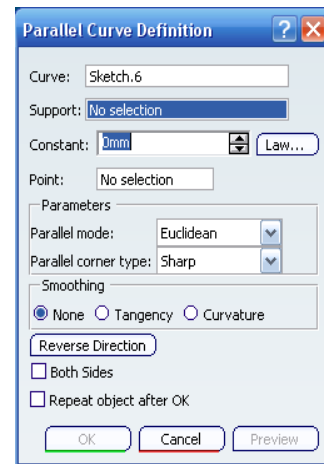 Parallel Curve Definition
Curve: Sketch.6
Support: No selection
Constant: 0mm Law...
Point: No selection
Parameters
Parallel mode: Euclidean
Parallel corner type: Sharp
Smoothing
None Tangency Curvature
Reverse Direction
Both Sides
Repeat object after OK
OK Cancel Preview